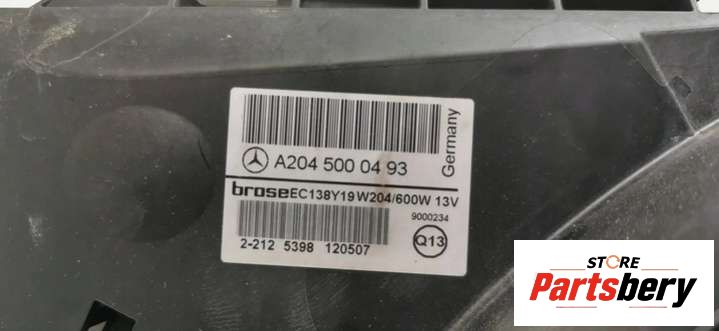 A204 500 04 93
Germany
broseEC138Y19 W204/600W 13V
9000234
Q13
2-212 5398 120507
STORE
Partsbery